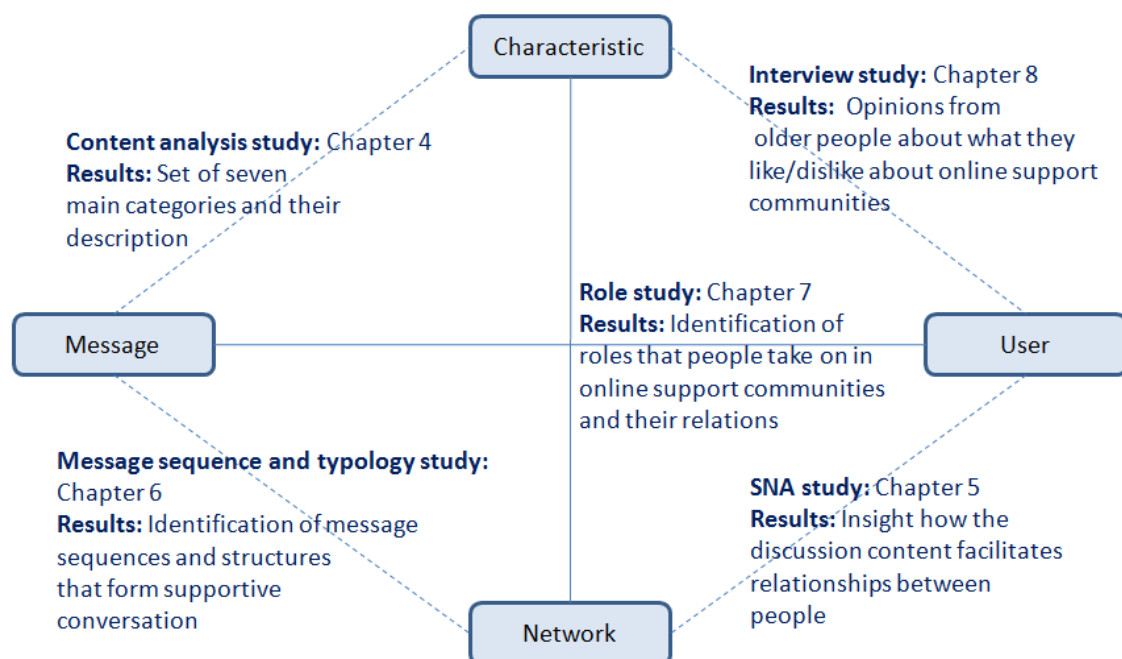 Characteristic
Interview study: Chapter 8
Results: Opinions from
older people about what they
like/dislike about online support
communities
Content analysis study: Chapter 4
Results: Set of seven
main categories and their
description
Role study: Chapter 7
Results: Identification of
roles that people take on in
online support communities
and their relations
Message
User
Message sequence and typology study:
Chapter 6
Results: Identification of message
sequences and structures
that form supportive
conversation
SNA study: Chapter 5
Results: Insight how the
discussion content facilitates
relationships between
people
Network